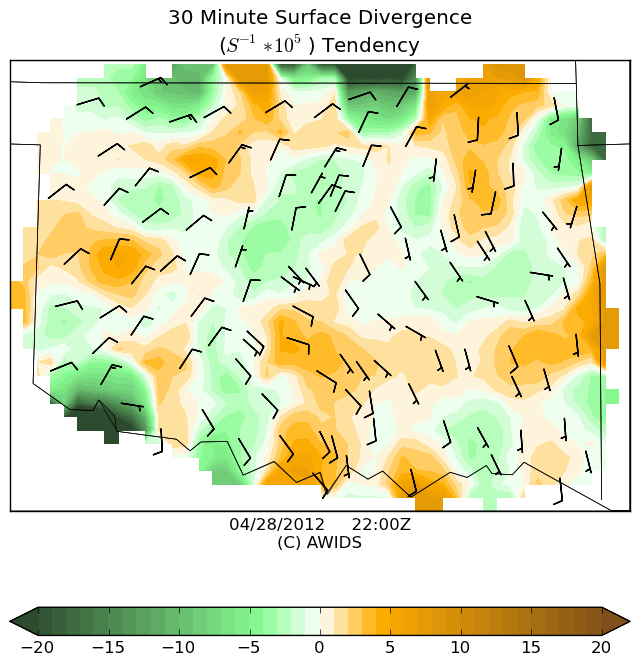 30 Minute Surface Divergence
(S⁻¹ *10⁵ ) Tendency
04/28/2012 22:00Z
(C) AWIDS
−20 −15 −10 −5 0 5 10 15 20